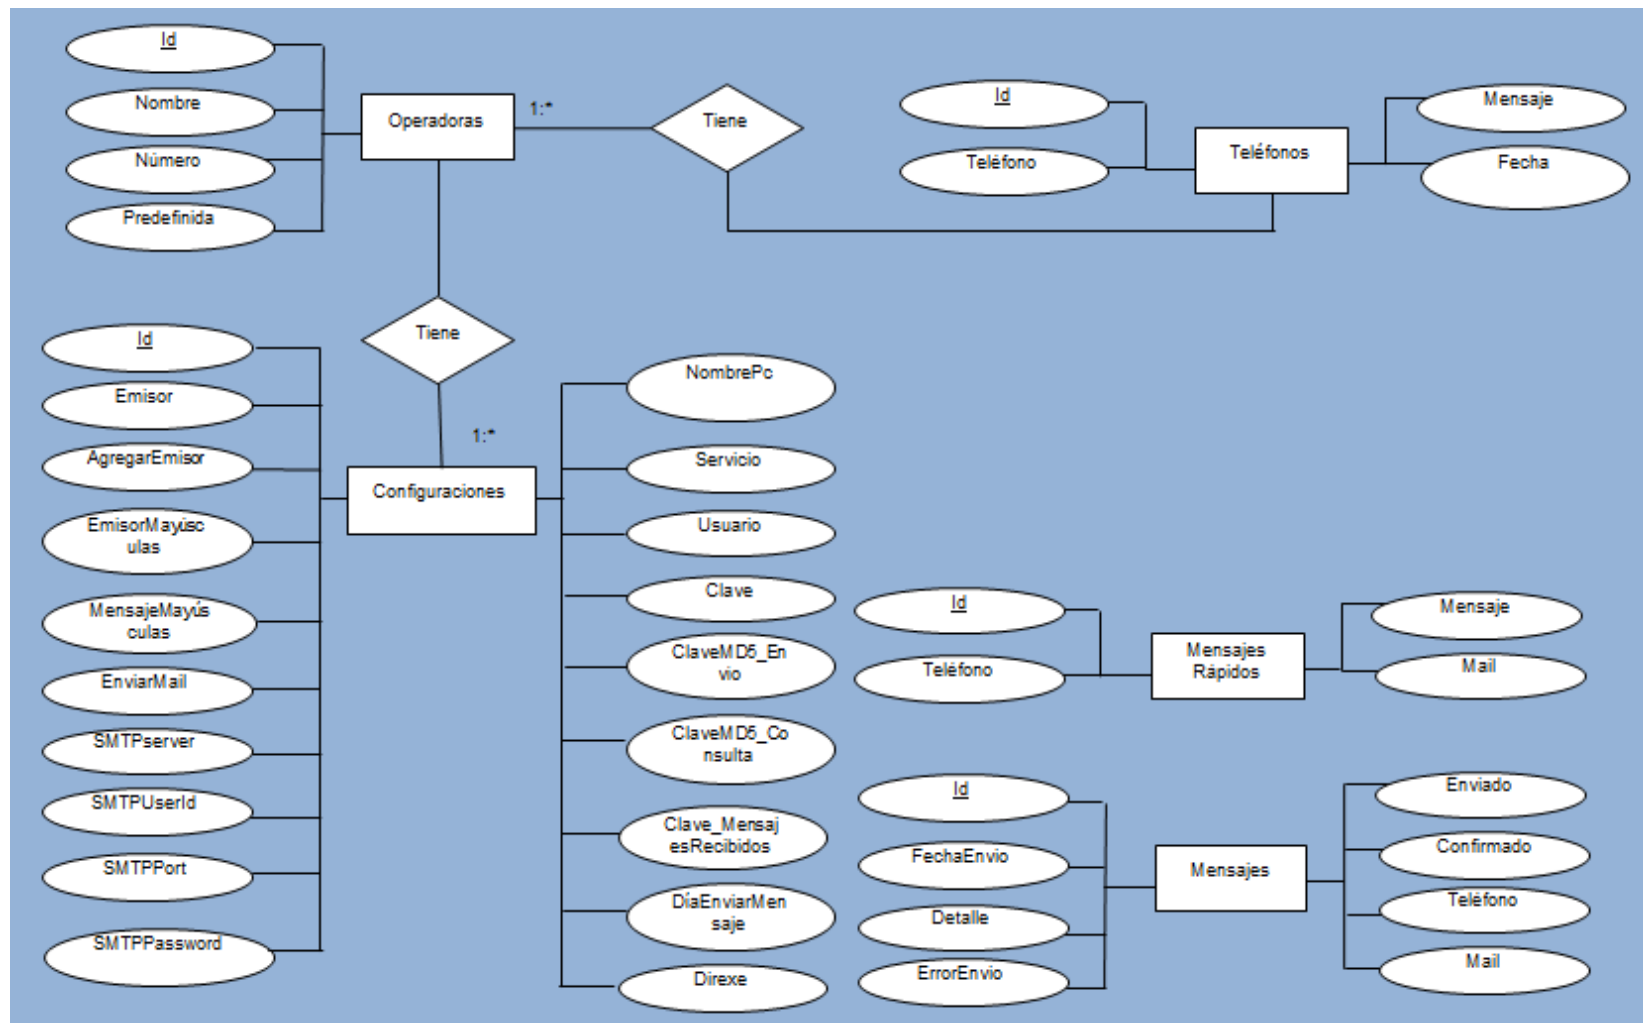 Id
Nombre
Número
Predefinida
Operadoras
1:*
Tiene
Id
Teléfono
Teléfonos
Mensaje
Fecha
Tiene
1:*
Id
Emisor
AgregarEmisor
EmisorMayúsc
ulas
MensajeMayús
culas
EnviarMail
SMTPserver
SMTPUserId
SMTPPort
SMTPPassword
Configuraciones
NombrePc
Servicio
Usuario
Clave
ClaveMD5_En
vio
ClaveMD5_Co
nsulta
Clave_Mensaj
esRecibidos
DíaEnviarMen
saje
Direxe
Id
Teléfono
Mensajes
Rápidos
Mensaje
Mail
Id
FechaEnvio
Detalle
ErrorEnvio
Mensajes
Enviado
Confirmado
Teléfono
Mail